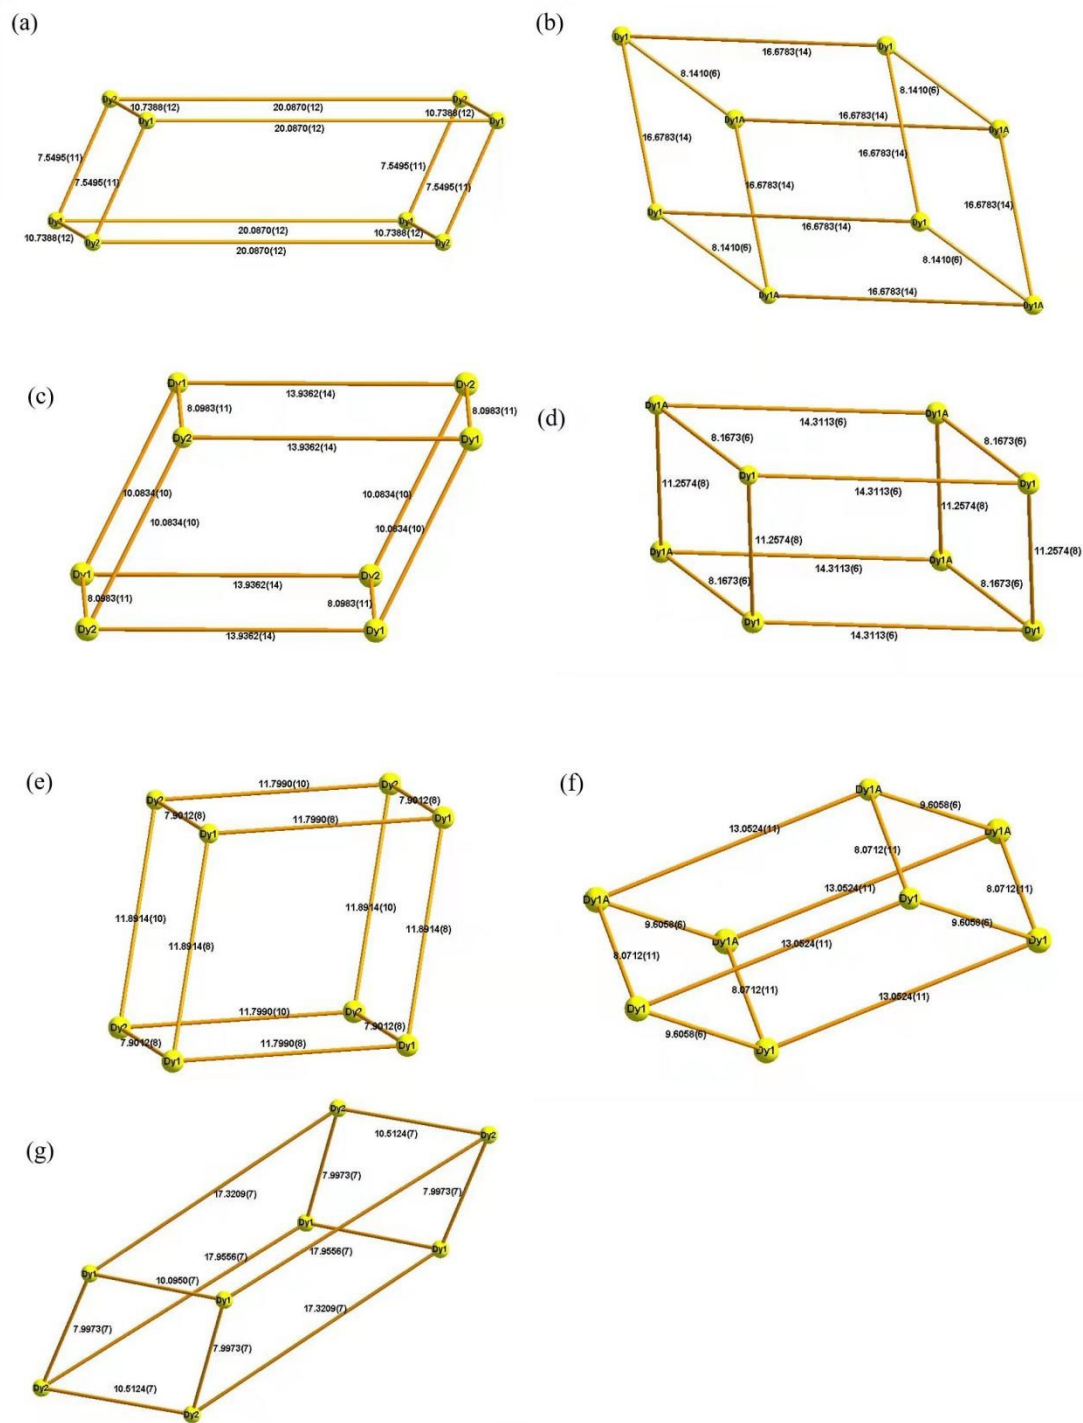 (a)
Dy2 Dy2
10.7388(12) 20.0870(12) 10.7388(12)
Dy1 20.0870(12) Dy1
7.5495(11) 7.5495(11)
7.5495(11) 7.5495(11)
Dy1 Dy1
10.7388(12) Dy2 20.0870(12) 10.7388(12) Dy2
20.0870(12)
(b)
Dy1 16.6783(14) Dy1
8.1410(6) 8.1410(6)
Dy1A 16.6783(14) Dy1A
16.6783(14) 16.6783(14)
16.6783(14) 16.6783(14)
Dy1 16.6783(14) Dy1
8.1410(6) 8.1410(6)
Dy1A 16.6783(14) Dy1A
(c)
Dy1 13.9362(14) Dy2
8.0983(11) 8.0983(11)
Dy2 13.9362(14) Dy1
10.0834(10) 10.0834(10)
10.0834(10) 10.0834(10)
Dy1 13.9362(14) Dy2
8.0983(11) 8.0983(11)
Dy2 13.9362(14) Dy1
(d)
Dy1A 14.3113(6) Dy1A
8.1673(6) 8.1673(6)
Dy1 14.3113(6) Dy1
11.2574(8) 11.2574(8)
11.2574(8) 11.2574(8)
Dy1A 14.3113(6) Dy1A
8.1673(6) 8.1673(6)
Dy1 14.3113(6) Dy1
(e)
Dy2 11.7990(10) Dy2
7.9012(8) 7.9012(8)
Dy1 11.7990(8) Dy1
11.8914(10) 11.8914(10)
11.8914(8) 11.8914(8)
Dy2 11.7990(10) Dy2
7.9012(8) Dy1 11.7990(8) 7.9012(8) Dy1
(f)
Dy1A
13.0524(11) 9.6058(6)
Dy1A
8.0712(11) 8.0712(11)
Dy1A 13.0524(11) Dy1
9.6058(6) 9.6058(6)
Dy1A 13.0524(11) Dy1
8.0712(11) 8.0712(11)
Dy1 13.0524(11)
9.6058(6)
Dy1
(g)
Dy2 10.5124(7) Dy2
7.9973(7) 7.9973(7)
17.3209(7)
Dy1
17.9556(7) 17.9556(7) Dy1
Dy1 10.0950(7)
Dy1 17.3209(7)
7.9973(7) 7.9973(7)
Dy2 10.5124(7)
Dy2